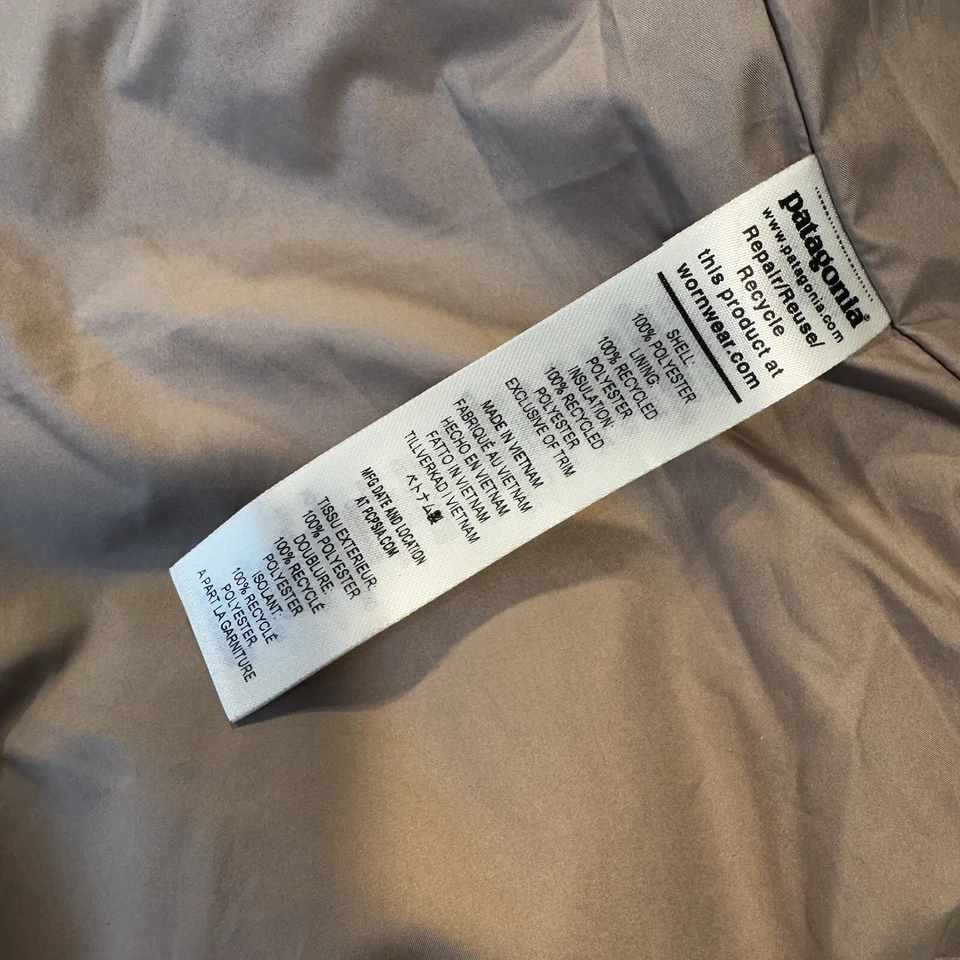 patagonia®
www.patagonia.com
Repair/Reuse/
Recycle
this product at
wornwear.com
SHELL:
100% POLYESTER
LINING:
100% RECYCLED
POLYESTER
INSULATION:
100% RECYCLED
POLYESTER
EXCLUSIVE OF TRIM
MADE IN VIETNAM
FABRIQUÉ AU VIETNAM
HECHO EN VIETNAM
FATTO IN VIETNAM
TILLVERKAD I VIETNAM
ベトナム製
MFG DATE AND LOCATION
AT PCPSIA.COM
TISSU EXTERIEUR:
100% POLYESTER
DOUBLURE:
100% RECYCLÉ
POLYESTER
ISOLANT:
100% RECYCLÉ
POLYESTER
A PART LA GARNITURE